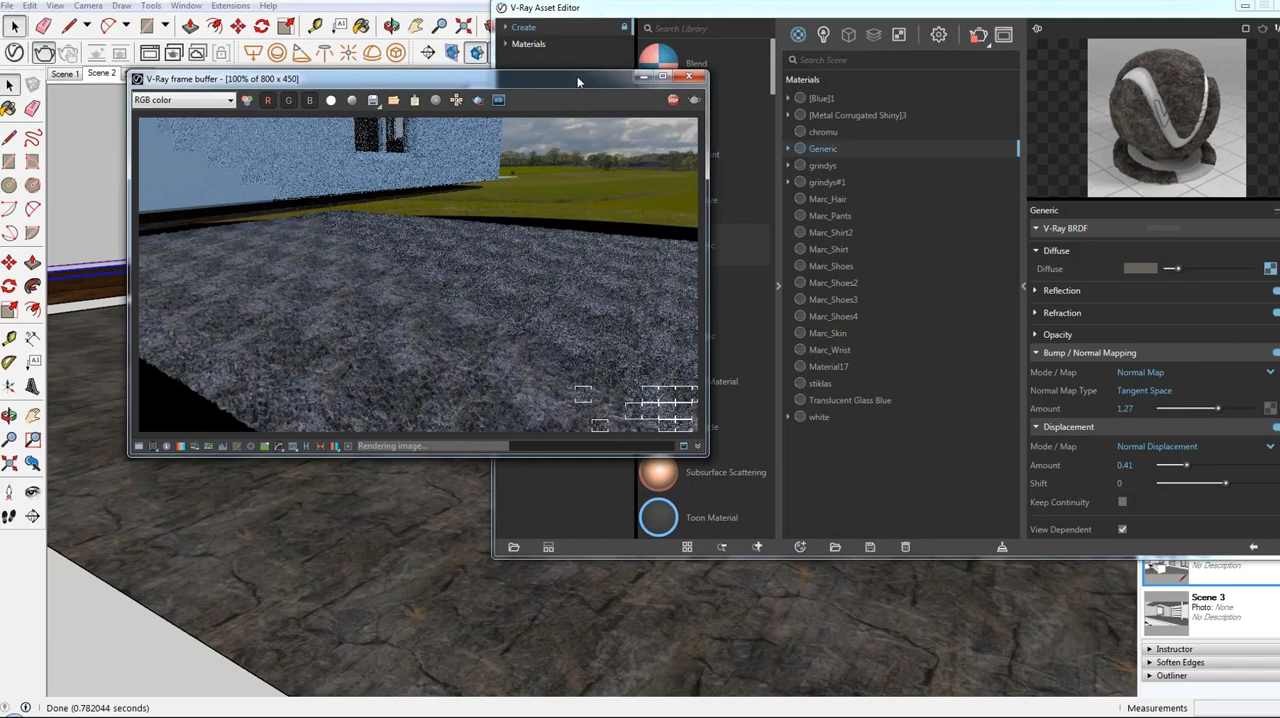 File Edit View Camera Draw Tools Window Extensions Help
V-Ray Asset Editor
Create
Materials
Search Library
Blend
Search Scene
Scene 1
Scene 2
V-Ray frame buffer - [100% of 800 x 450]
RGB color
R
G
B
STOP
Materials
[Blue]1
[Metal Corrugated Shiny]3
chromu
Generic
grindys
grindys#1
Marc_Hair
Marc_Pants
Marc_Shirt2
Marc_Shirt
Marc_Shoes
Marc_Shoes2
Marc_Shoes3
Marc_Shoes4
Marc_Skin
Marc_Wrist
Material17
stiklas
Translucent Glass Blue
white
Subsurface Scattering
Toon Material
Generic
V-Ray BRDF
Diffuse
Diffuse
Reflection
Refraction
Opacity
Bump / Normal Mapping
Mode / Map Normal Map
Normal Map Type Tangent Space
Amount 1.27
Displacement
Mode / Map Normal Displacement
Amount 0.41
Shift 0
Keep Continuity
View Dependent
H
Rendering image...
No Description
Scene 3
Photo: None
No Description
Instructor
Soften Edges
Outliner
Done (0.782044 seconds)
Measurements